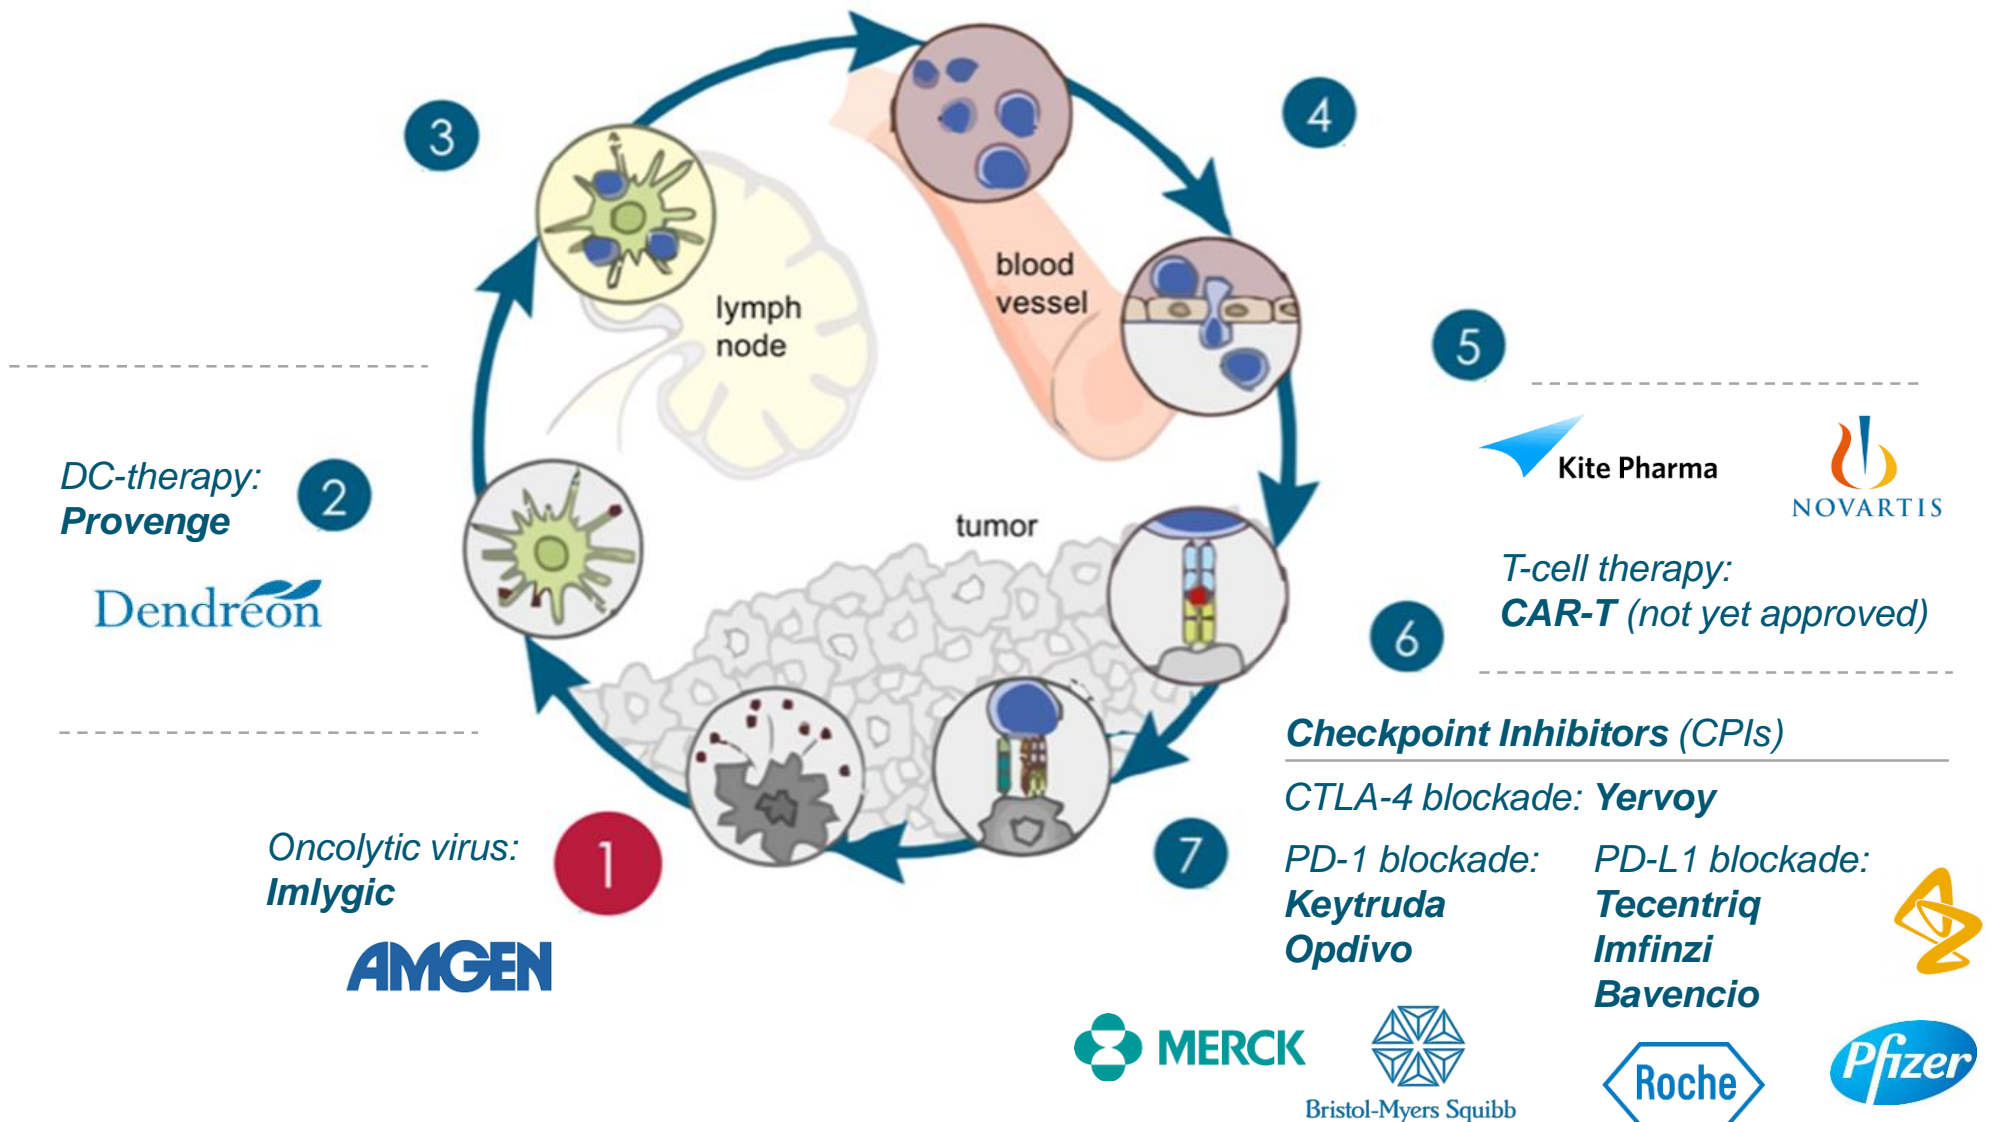 3
4
blood
vessel
lymph
node
5
Kite Pharma
NOVARTIS
DC-therapy:
Provenge
2
Dendreon
tumor
T-cell therapy:
CAR-T (not yet approved)
6
Checkpoint Inhibitors (CPIs)
CTLA-4 blockade: Yervoy
Oncolytic virus:
Imlygic
1
AMGEN
7
PD-1 blockade:
Keytruda
Opdivo
PD-L1 blockade:
Tecentriq
Imfinzi
Bavencio
MERCK
Bristol-Myers Squibb
Roche
Pfizer